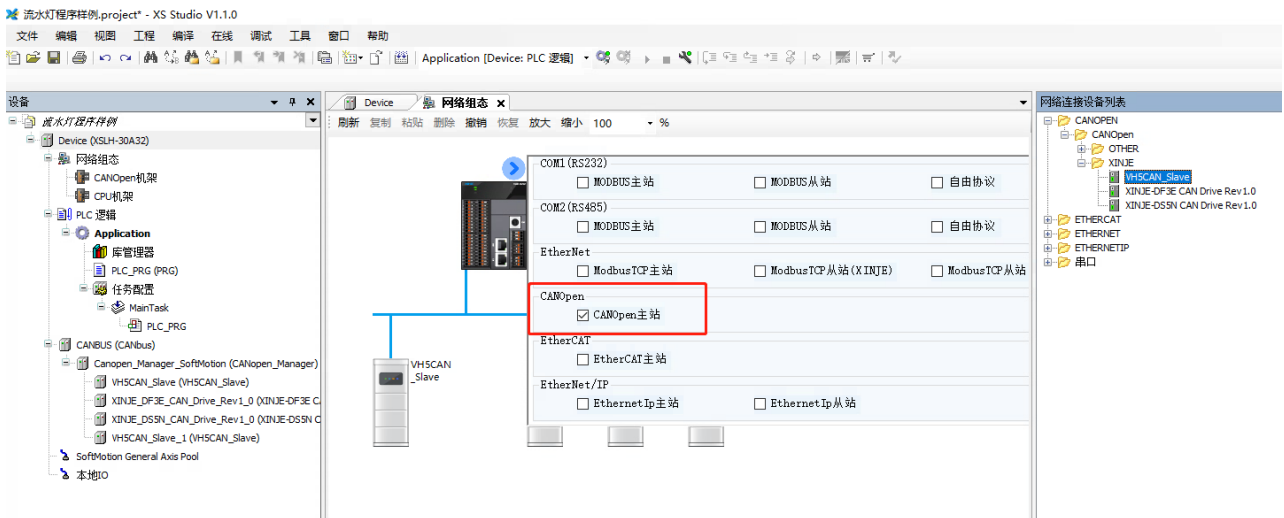 流水灯程序样例.project* - XS Studio V1.1.0
文件 编辑 视图 工程 编译 在线 调试 工具 窗口 帮助
Application [Device: PLC 逻辑]
设备
流水灯程序样例
Device (XSLH-30A32)
网络组态
CANOpen机架
CPU机架
PLC 逻辑
Application
库管理器
PLC_PRG (PRG)
任务配置
MainTask
PLC_PRG
CANBUS (CANbus)
Canopen_Manager_SoftMotion (CANopen_Manager)
VH5CAN_Slave (VH5CAN_Slave)
XINJE_DF3E_CAN_Drive_Rev1_0 (XINJE-DF3E C
XINJE_DS5N_CAN_Drive_Rev1_0 (XINJE-DS5N C
VH5CAN_Slave_1 (VH5CAN_Slave)
SoftMotion General Axis Pool
本地IO
Device 网络组态
刷新 复制 粘贴 删除 撤销 恢复 放大 缩小 100 %
COM1(RS232)
MODBUS主站 MODBUS从站 自由协议
COM2(RS485)
MODBUS主站 MODBUS从站 自由协议
EtherNet
ModbusTCP主站 ModbusTCP从站(XINJE) ModbusTCP从站
CANOpen
CANOpen主站
EtherCAT
EtherCAT主站
EtherNet/IP
EthernetIp主站 EthernetIp从站
VH5CAN
_Slave
网络连接设备列表
CANOPEN
CANOpen
OTHER
XINJE
VH5CAN_Slave
XINJE-DF3E CAN Drive Rev1.0
XINJE-DS5N CAN Drive Rev1.0
ETHERCAT
ETHERNET
ETHERNETIP
串口